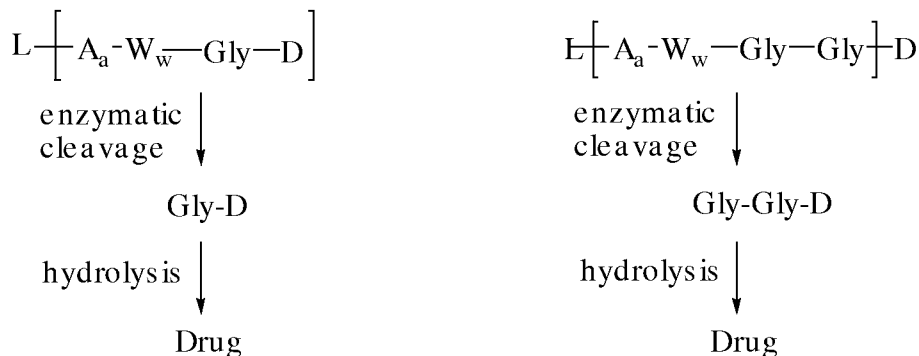 L-[A_a-W_w-Gly-D]
enzymatic
cleavage
Gly-D
hydrolysis
Drug
L-[A_a-W_w-Gly-Gly]-D
enzymatic
cleavage
Gly-Gly-D
hydrolysis
Drug